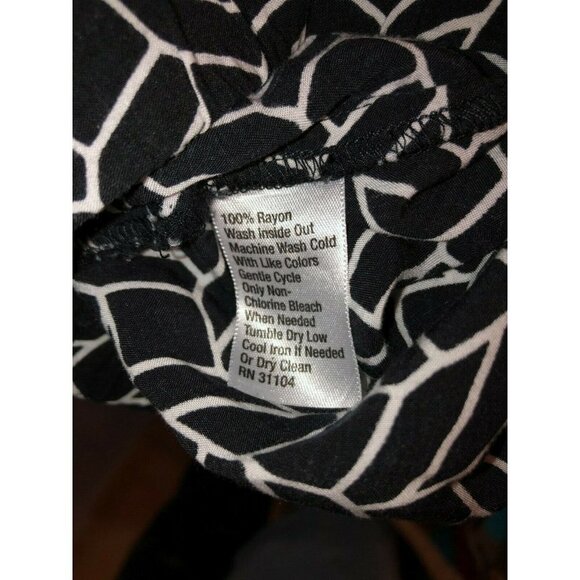 100% Rayon
Wash Inside Out
Machine Wash Cold
With Like Colors
Gentle Cycle
Only Non-
Chlorine Bleach
When Needed
Tumble Dry Low
Cool Iron If Needed
Or Dry Clean
RN 31104